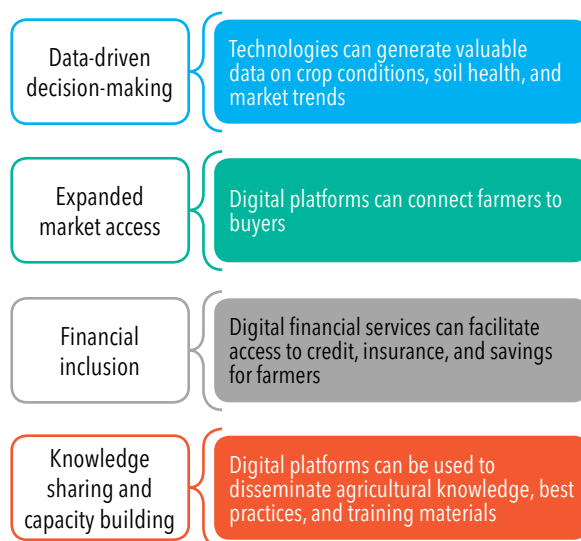 Data-driven
decision-making
Technologies can generate valuable
data on crop conditions, soil health, and
market trends
Expanded
market access
Digital platforms can connect farmers to
buyers
Financial
inclusion
Digital financial services can facilitate
access to credit, insurance, and savings
for farmers
Knowledge
sharing and
capacity building
Digital platforms can be used to
disseminate agricultural knowledge, best
practices, and training materials